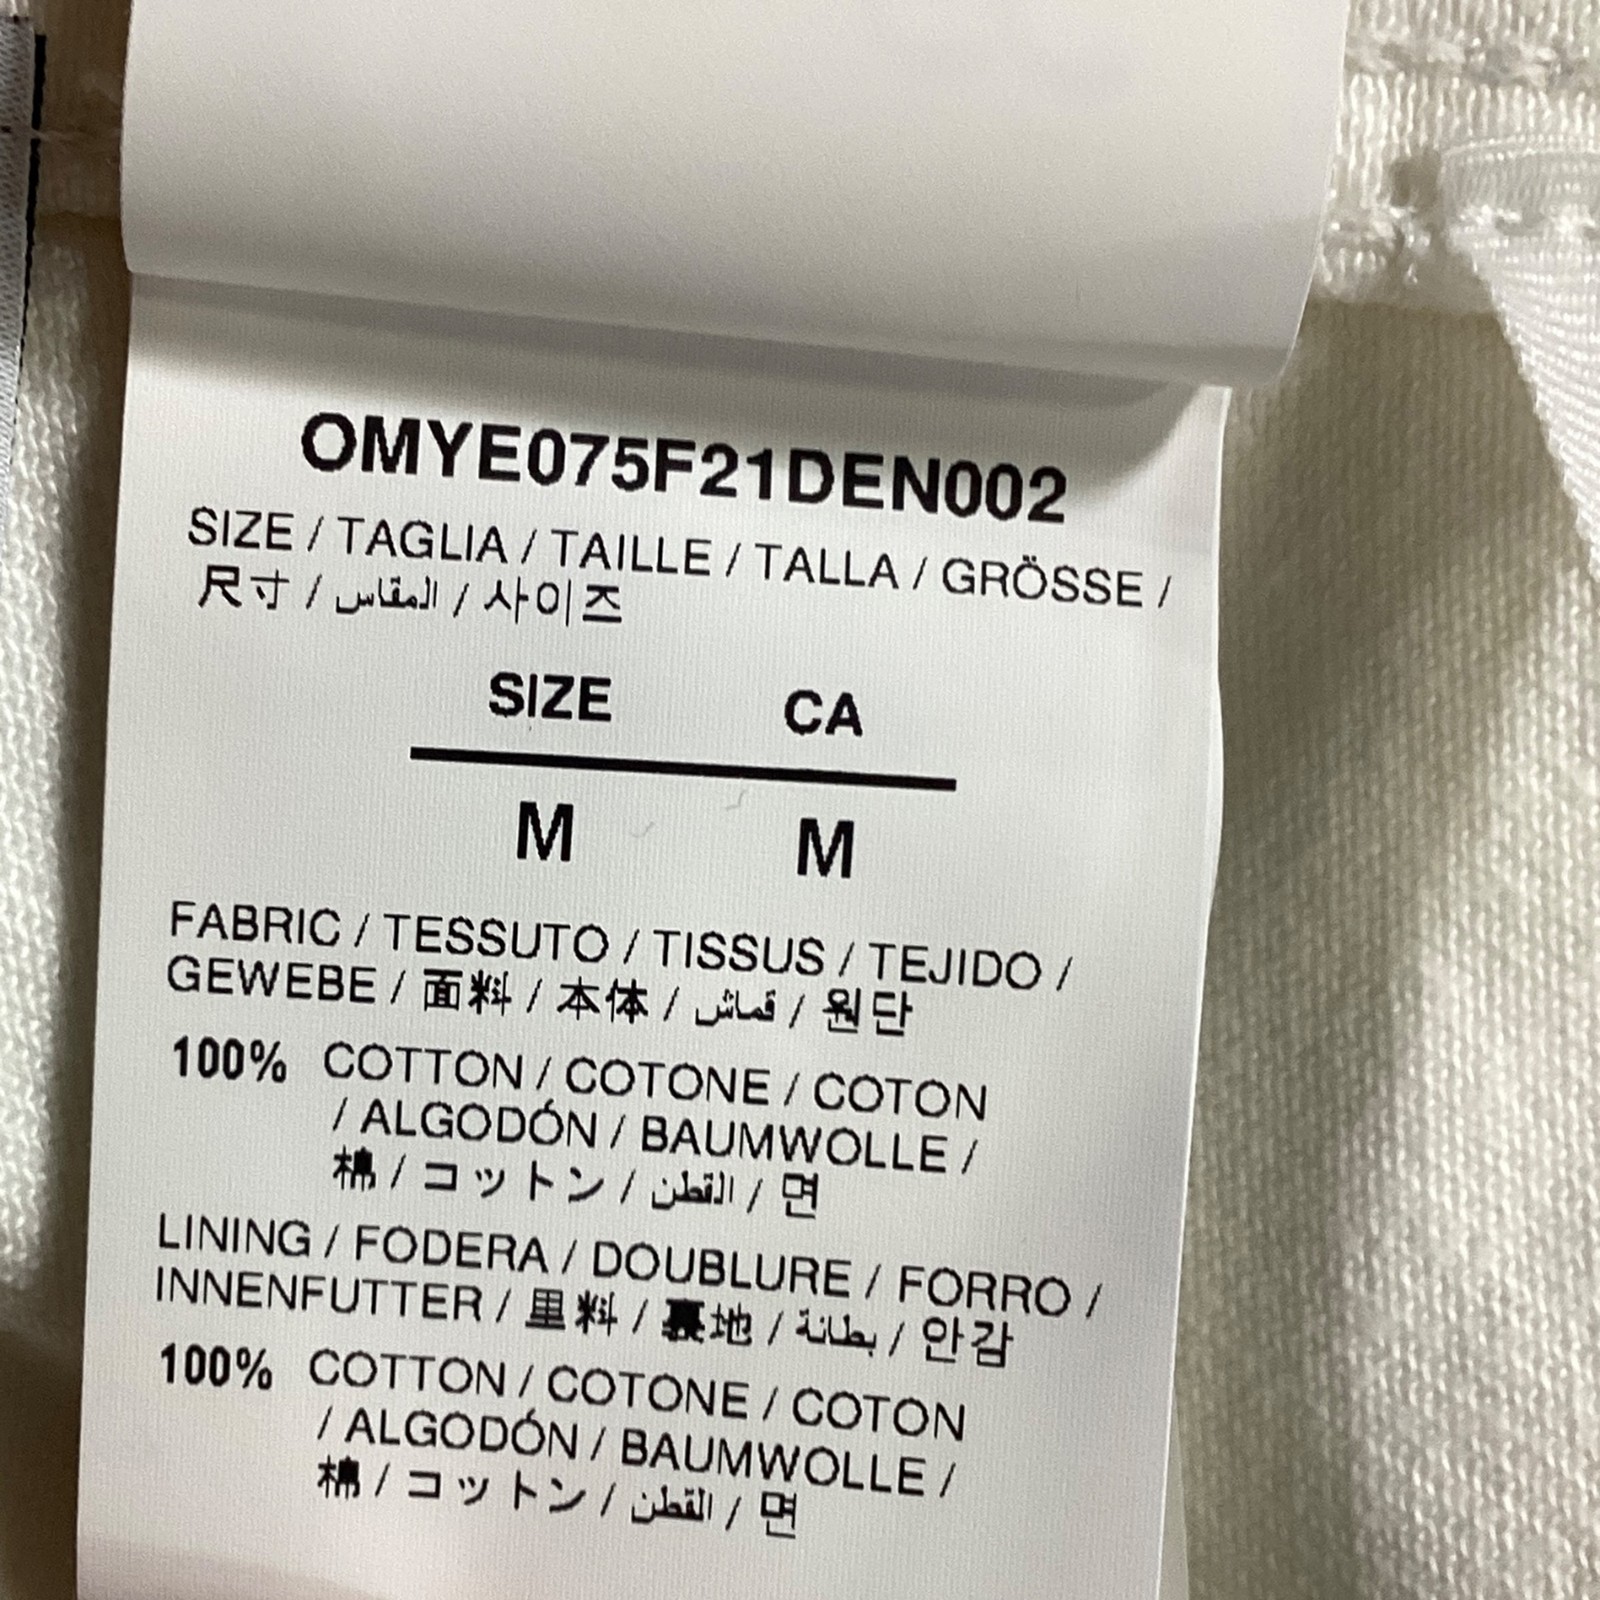 OMYE075F21DEN002
SIZE / TAGLIA / TAILLE / TALLA / GRÖSSE /
尺寸 / المقاس / 사이즈
SIZE CA
M M
FABRIC / TESSUTO / TISSUS / TEJIDO /
GEWEBE / 面料 / 本体 / قماش / 원단
100% COTTON / COTONE / COTON
/ ALGODÓN / BAUMWOLLE /
棉 / コットン / القطن / 면
LINING / FODERA / DOUBLURE / FORRO /
INNENFUTTER / 里料 / 裏地 / بطانة / 안감
100% COTTON / COTONE / COTON
/ ALGODÓN / BAUMWOLLE /
棉 / コットン / القطن / 면